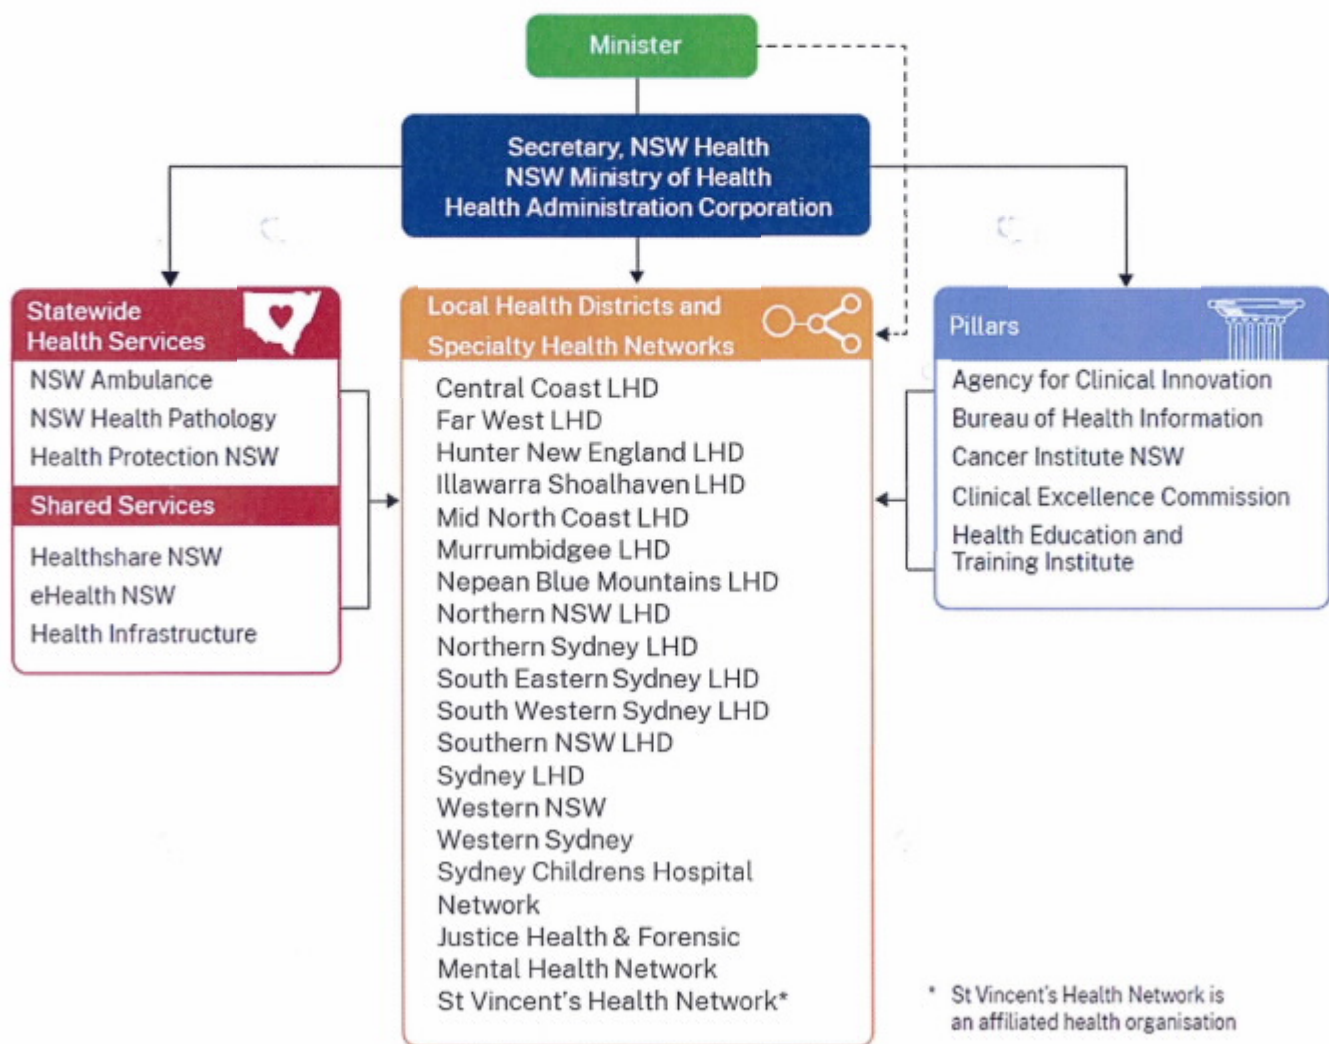 Minister
Secretary, NSW Health
NSW Ministry of Health
Health Administration Corporation
Statewide
Health Services
NSW Ambulance
NSW Health Pathology
Health Protection NSW
Shared Services
Healthshare NSW
eHealth NSW
Health Infrastructure
Local Health Districts and
Specialty Health Networks
Central Coast LHD
Far West LHD
Hunter New England LHD
Illawarra Shoalhaven LHD
Mid North Coast LHD
Murrumbidgee LHD
Nepean Blue Mountains LHD
Northern NSW LHD
Northern Sydney LHD
South Eastern Sydney LHD
South Western Sydney LHD
Southern NSW LHD
Sydney LHD
Western NSW
Western Sydney
Sydney Childrens Hospital
Network
Justice Health & Forensic
Mental Health Network
St Vincent's Health Network*
Pillars
Agency for Clinical Innovation
Bureau of Health Information
Cancer Institute NSW
Clinical Excellence Commission
Health Education and
Training Institute
* St Vincent's Health Network is
an affiliated health organisation